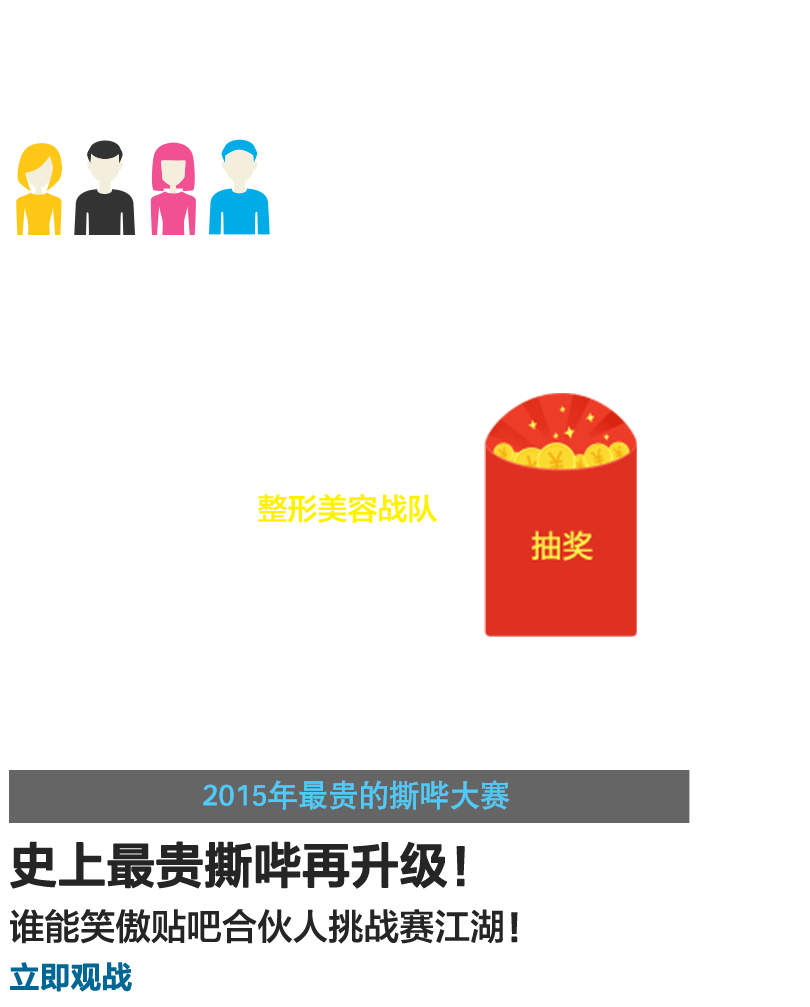 整形美容战队
抽奖
2015年最贵的撕哔大赛
史上最贵撕哔再升级！
谁能笑傲贴吧合伙人挑战赛江湖！
立即观战